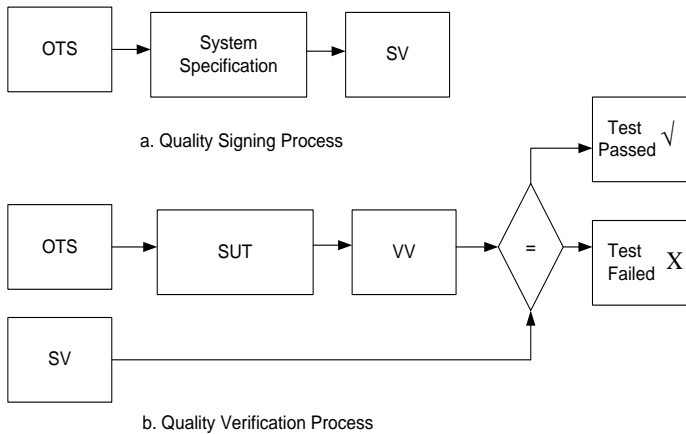 OTS
System
Specification
SV
a. Quality Signing Process
Test
Passed √
OTS
SUT
VV
=
Test
Failed X
SV
b. Quality Verification Process